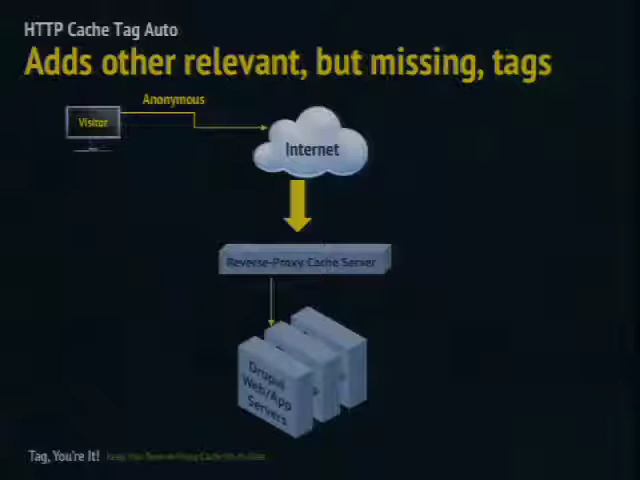 HTTP Cache Tag Auto
Adds other relevant, but missing, tags
Anonymous
Visitor
Internet
Reverse-Proxy Cache Server
Drupal
Web/App
Servers
Tag, You're It!